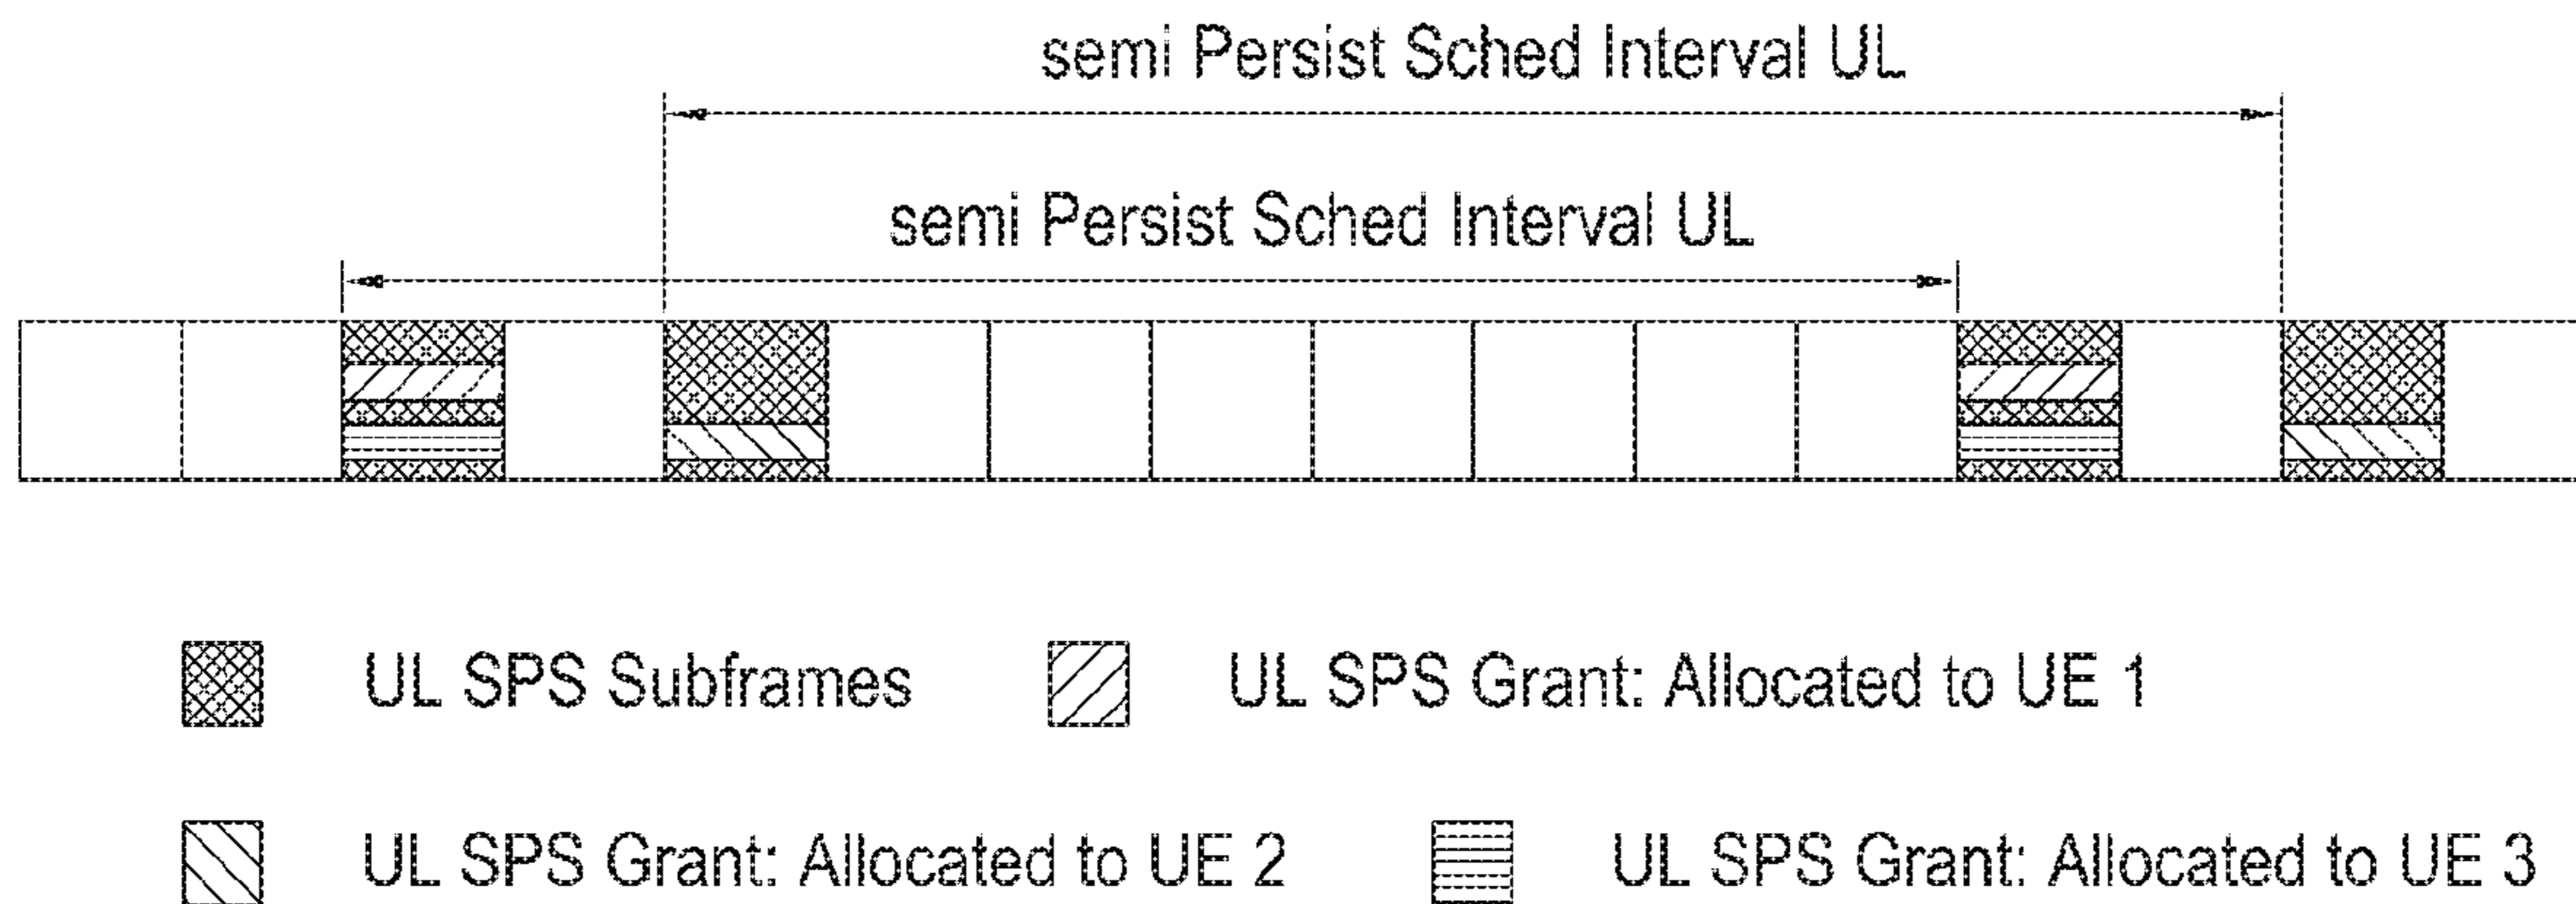 semi Persist Sched Interval UL
semi Persist Sched Interval UL
UL SPS Subframes
UL SPS Grant: Allocated to UE 1
UL SPS Grant: Allocated to UE 2
UL SPS Grant: Allocated to UE 3